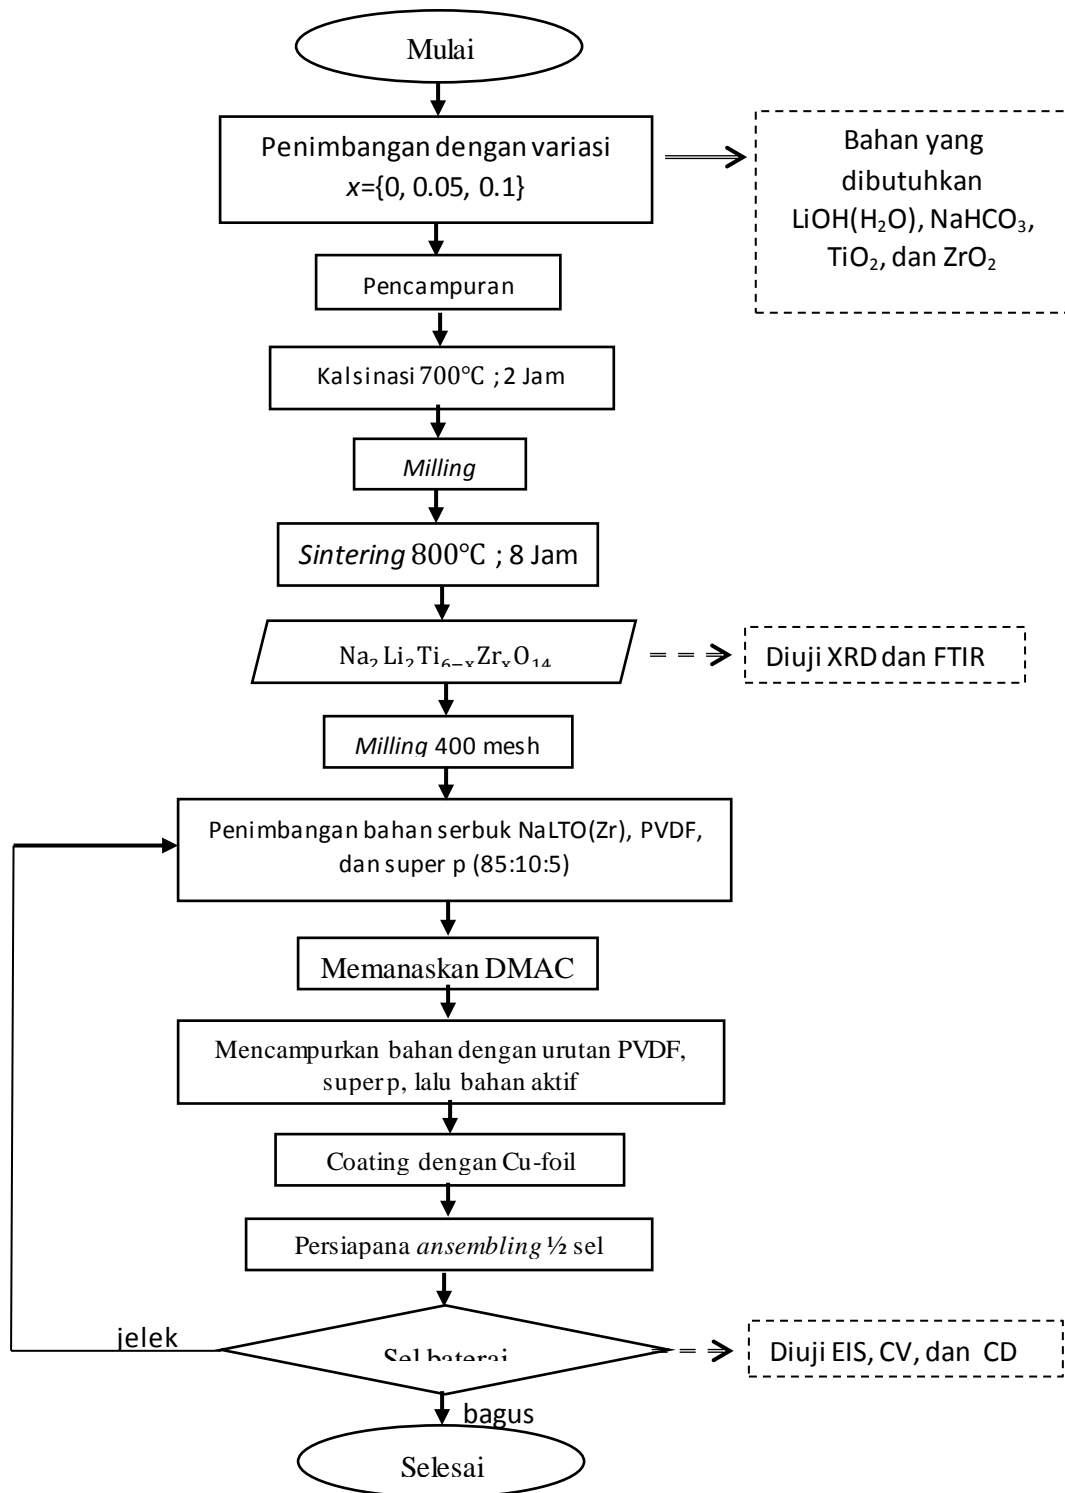 Mulai
Penimbangan dengan variasi
x={0, 0.05, 0.1}
Bahan yang
dibutuhkan
LiOH(H₂O), NaHCO₃,
TiO₂, dan ZrO₂
Pencampuran
Kalsinasi 700°C ; 2 Jam
Milling
Sintering 800°C ; 8 Jam
Na₂Li₂Ti₆₋ₓZrₓO₁₄
Diuji XRD dan FTIR
Milling 400 mesh
Penimbangan bahan serbuk NaLTO(Zr), PVDF,
dan super p (85:10:5)
Memanaskan DMAC
Mencampurkan bahan dengan urutan PVDF,
super p, lalu bahan aktif
Coating dengan Cu-foil
Persiapana ansembling ½ sel
jelek
Sel baterai
Diuji EIS, CV, dan CD
bagus
Selesai